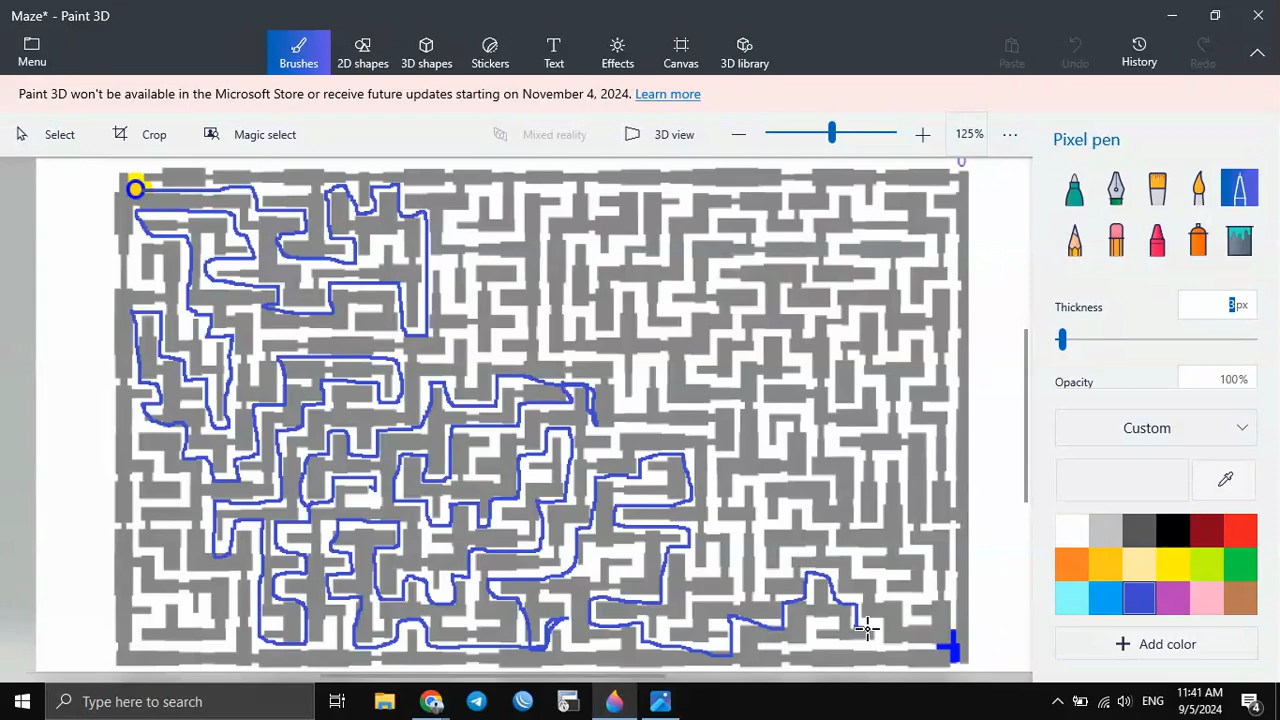 Maze* - Paint 3D
Menu
Brushes
2D shapes
3D shapes
Stickers
Text
Effects
Canvas
3D library
Paste
Undo
History
Redo
Paint 3D won't be available in the Microsoft Store or receive future updates starting on November 4, 2024. Learn more
Select
Crop
Magic select
Mixed reality
3D view
125%
Pixel pen
Thickness
3px
Opacity
100%
Custom
Add color
Type here to search
ENG
11:41 AM
9/5/2024
4